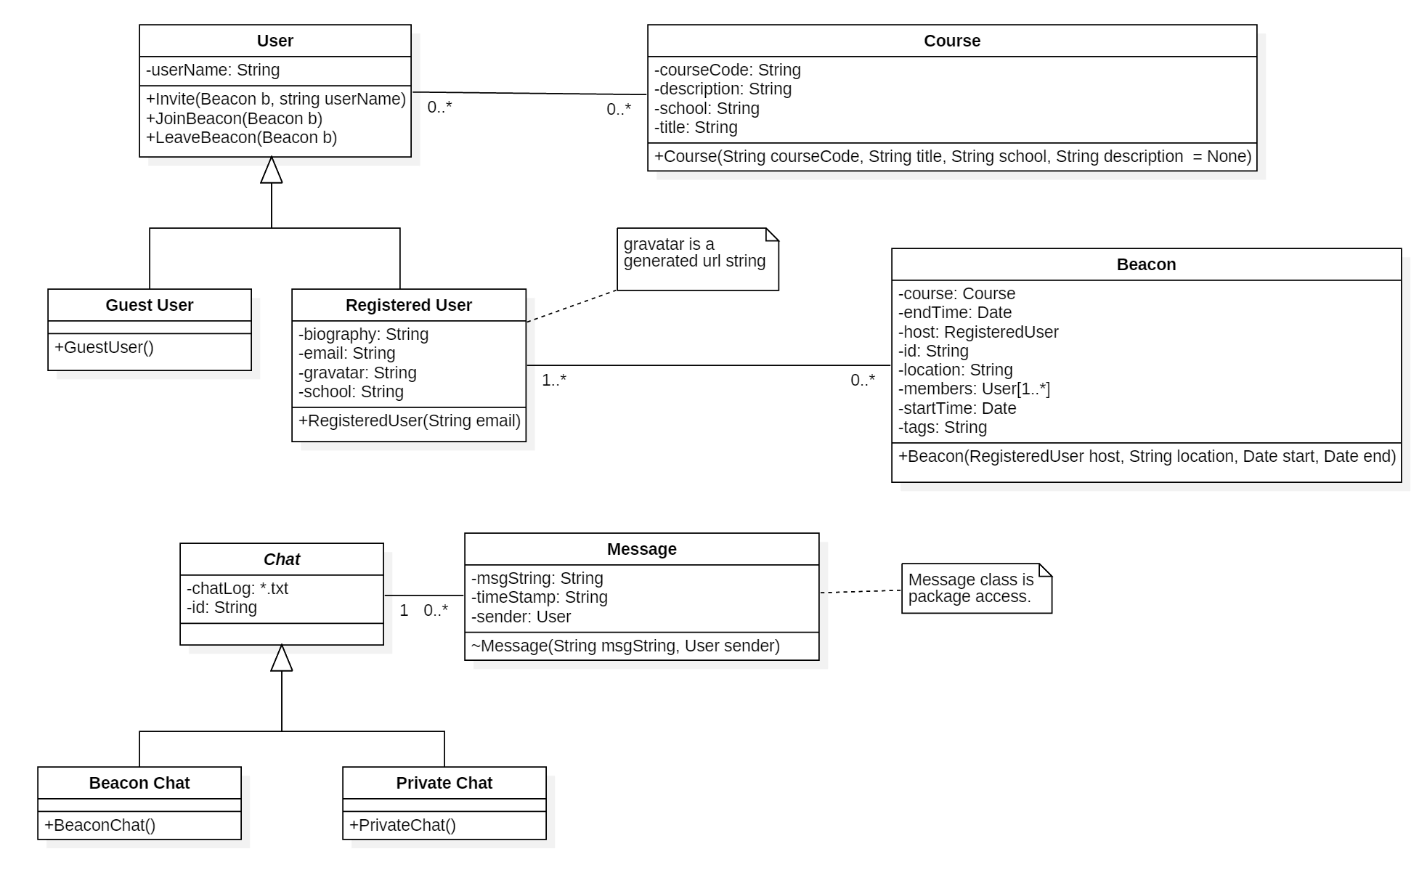 User
-userName: String
+Invite(Beacon b, string userName)
+JoinBeacon(Beacon b)
+LeaveBeacon(Beacon b)
0..*
0..*
Course
-courseCode: String
-description: String
-school: String
-title: String
+Course(String courseCode, String title, String school, String description  = None)
Guest User
+GuestUser()
Registered User
-biography: String
-email: String
-gravatar: String
-school: String
+RegisteredUser(String email)
gravatar is a
generated url string
1..*
0..*
Beacon
-course: Course
-endTime: Date
-host: RegisteredUser
-id: String
-location: String
-members: User[1..*]
-startTime: Date
-tags: String
+Beacon(RegisteredUser host, String location, Date start, Date end)
Chat
-chatLog: *.txt
-id: String
1
0..*
Message
-msgString: String
-timeStamp: String
-sender: User
~Message(String msgString, User sender)
Message class is
package access.
Beacon Chat
+BeaconChat()
Private Chat
+PrivateChat()